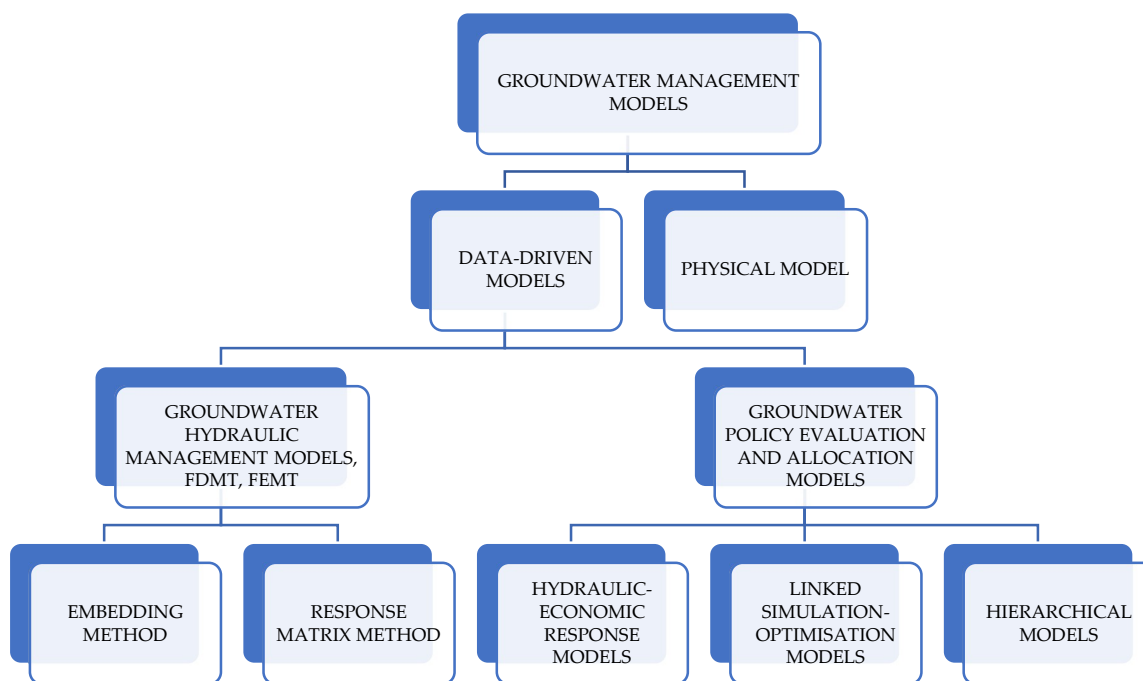 GROUNDWATER MANAGEMENT
MODELS
DATA-DRIVEN
MODELS
PHYSICAL MODEL
GROUNDWATER
HYDRAULIC
MANAGEMENT MODELS,
FDMT, FEMT
GROUNDWATER
POLICY EVALUATION
AND ALLOCATION
MODELS
EMBEDDING
METHOD
RESPONSE
MATRIX METHOD
HYDRAULIC-
ECONOMIC
RESPONSE
MODELS
LINKED
SIMULATION-
OPTIMISATION
MODELS
HIERARCHICAL
MODELS